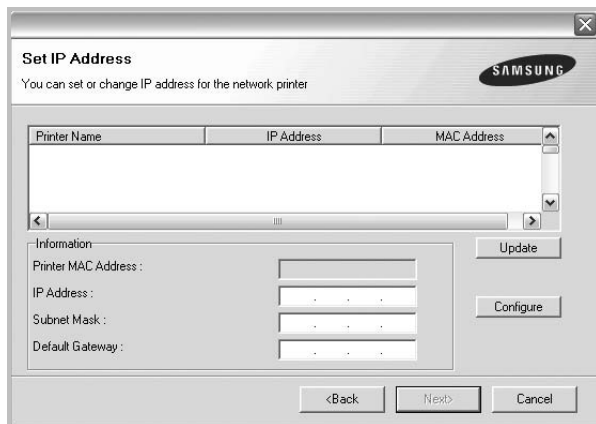 Set IP Address
You can set or change IP address for the network printer
SAMSUNG
Printer Name IP Address MAC Address
Information
Update
Printer MAC Address :
IP Address :
Configure
Subnet Mask :
Default Gateway :
<Back Next> Cancel